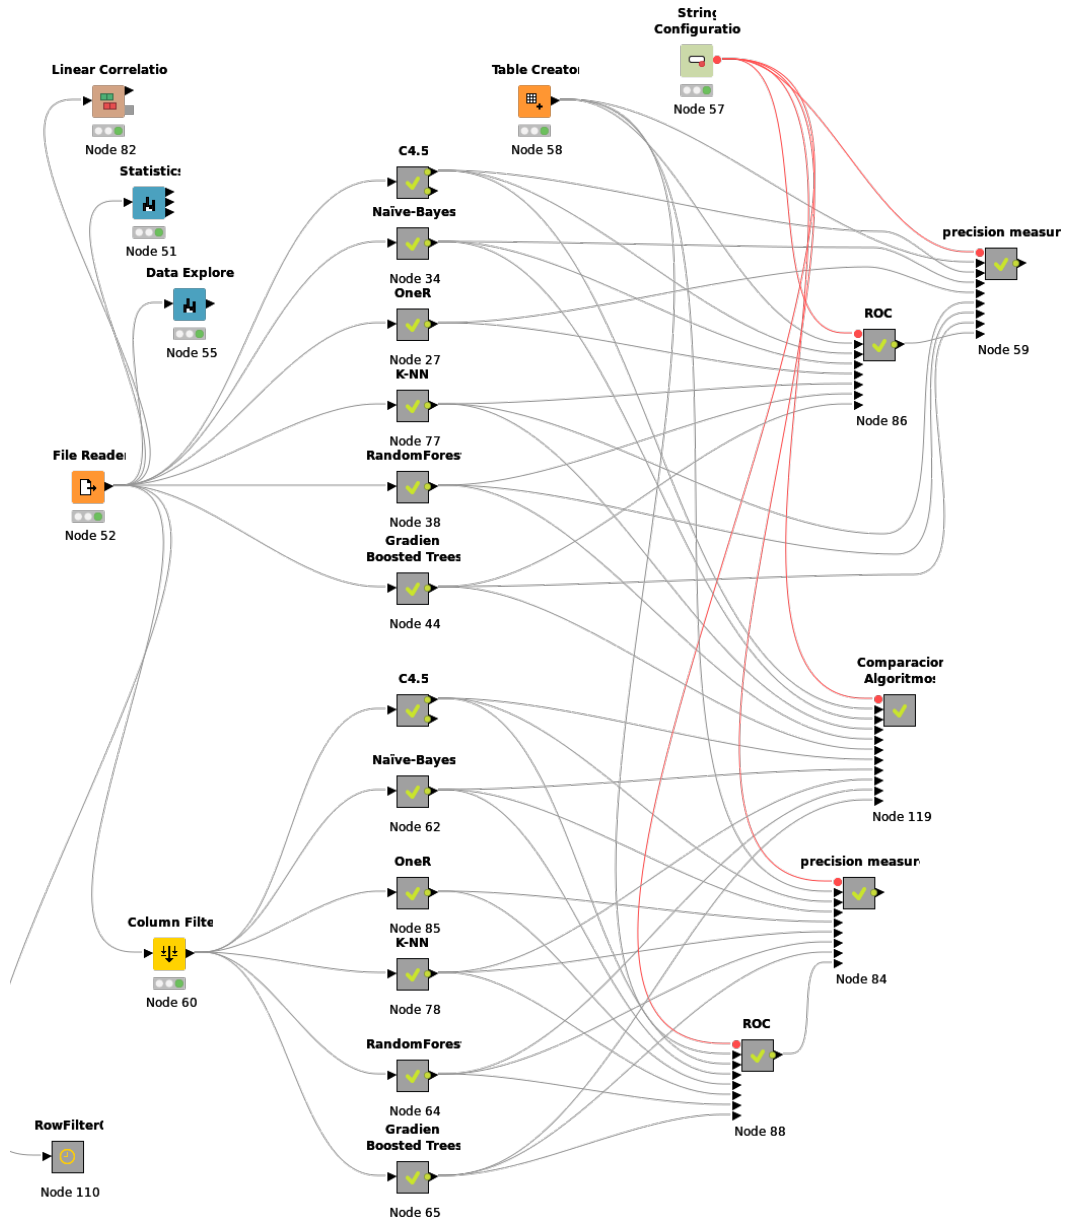 String
Configuratio
Node 57
Linear Correlatio
Node 82
Table Creator
Node 58
Statistics
Node 51
Data Explore
Node 55
C4.5
Naïve-Bayes
Node 34
OneR
Node 27
K-NN
Node 77
RandomFores
Node 38
Gradien
Boosted Trees
Node 44
precision measur
Node 59
ROC
Node 86
File Reader
Node 52
C4.5
Naïve-Bayes
Node 62
OneR
Node 85
K-NN
Node 78
RandomFores
Node 64
Gradien
Boosted Trees
Node 65
Comparacion
Algoritmos
Node 119
precision measur
Node 84
Column Filte
Node 60
ROC
Node 88
RowFilter(
Node 110